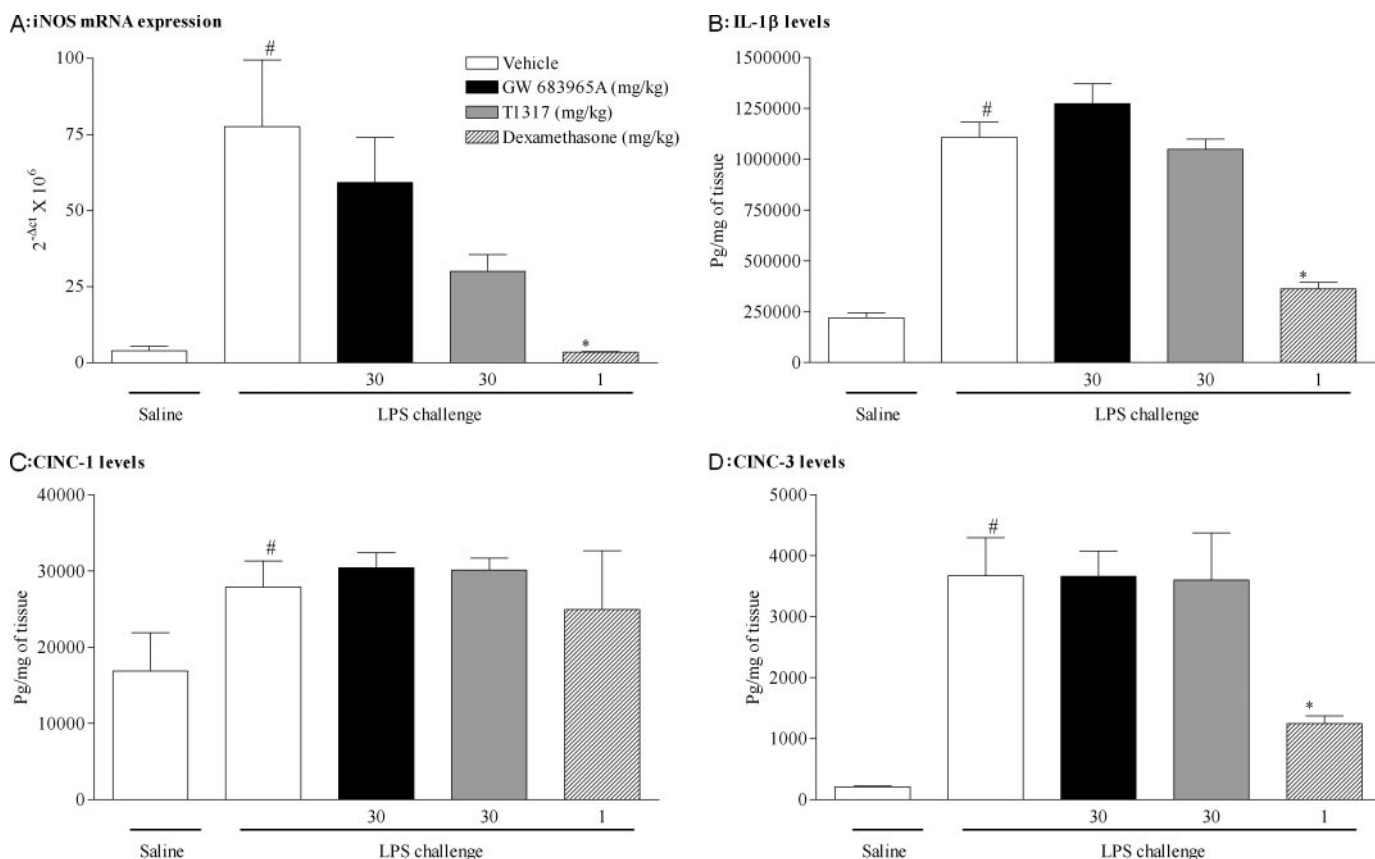 A: iNOS mRNA expression
#
Vehicle
GW 683965A (mg/kg)
T1317 (mg/kg)
Dexamethasone (mg/kg)
2^-Δct X 10^6
100
75
50
25
0
*
30 30 1
Saline LPS challenge
B: IL-1β levels
Pg/mg of tissue
1500000
1250000
1000000
750000
500000
250000
0
#
*
30 30 1
Saline LPS challenge
C: CINC-1 levels
Pg/mg of tissue
40000
30000
20000
10000
0
#
30 30 1
Saline LPS challenge
D: CINC-3 levels
Pg/mg of tissue
5000
4000
3000
2000
1000
0
#
*
30 30 1
Saline LPS challenge